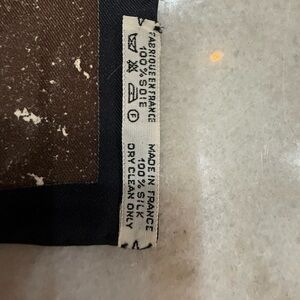 FABRIQUE EN FRANCE
100% SOIE
F
MADE IN FRANCE
100% SILK
DRY CLEAN ONLY